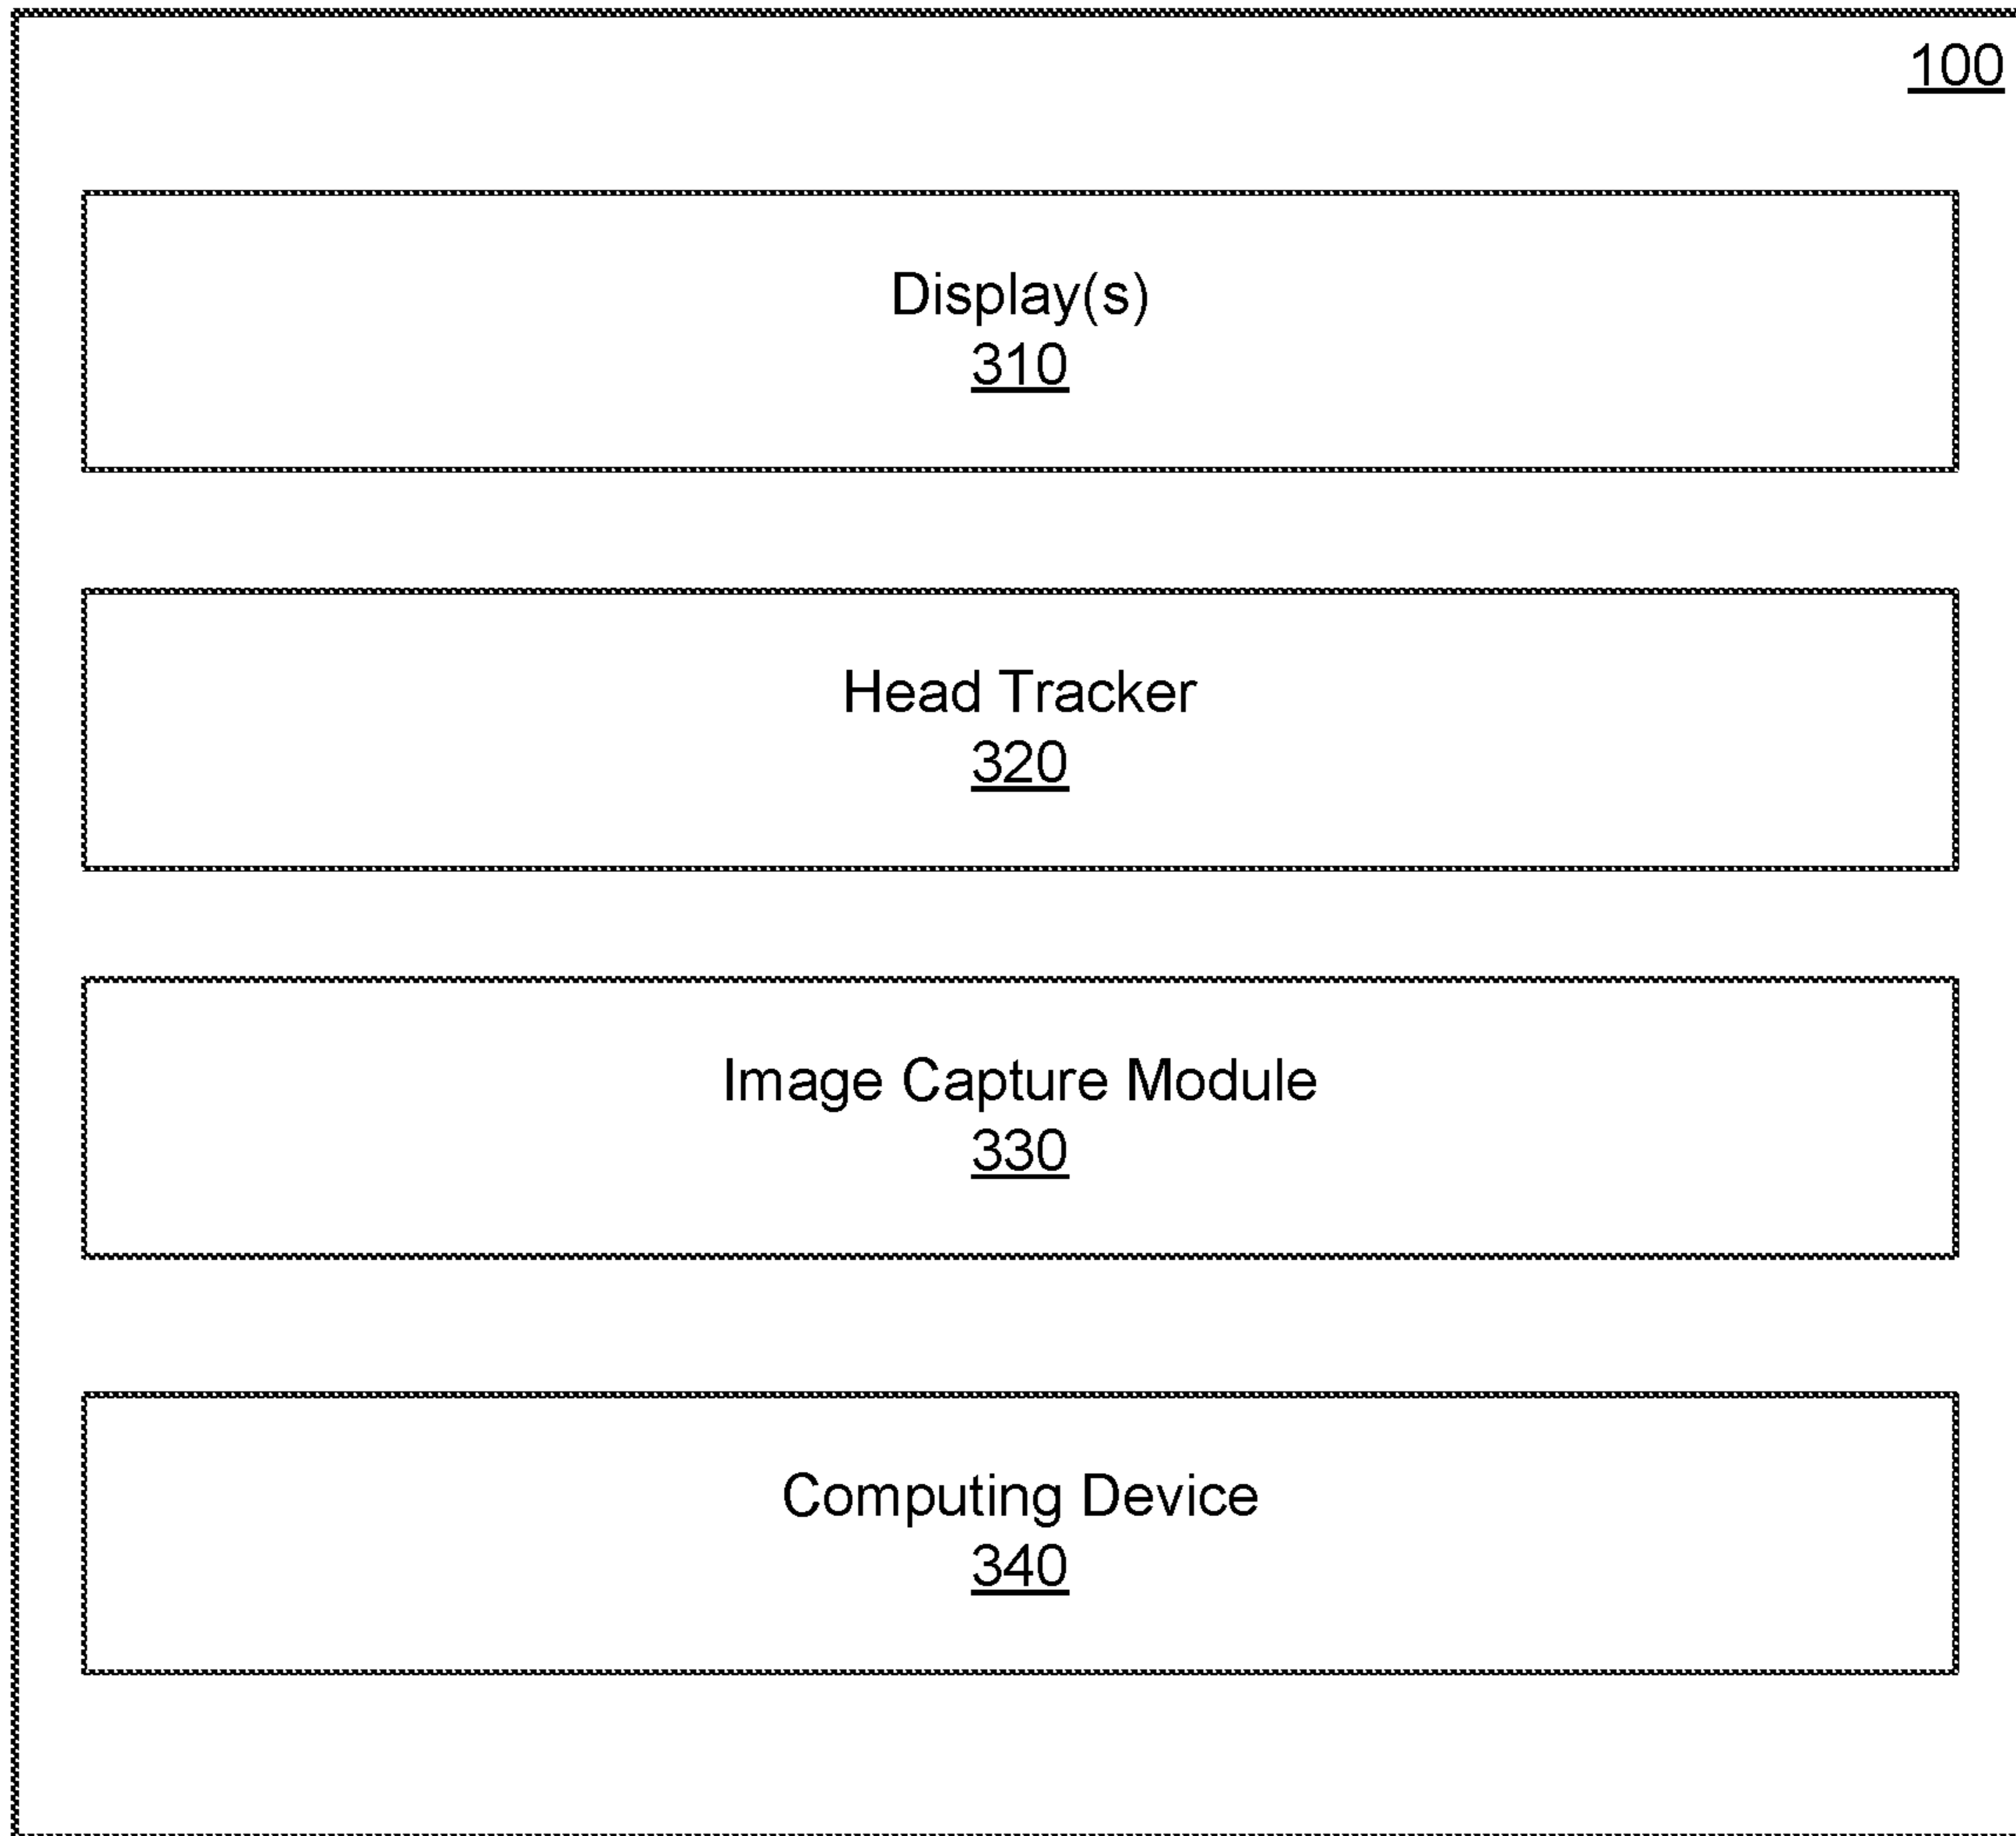 100
Display(s)
310
Head Tracker
320
Image Capture Module
330
Computing Device
340